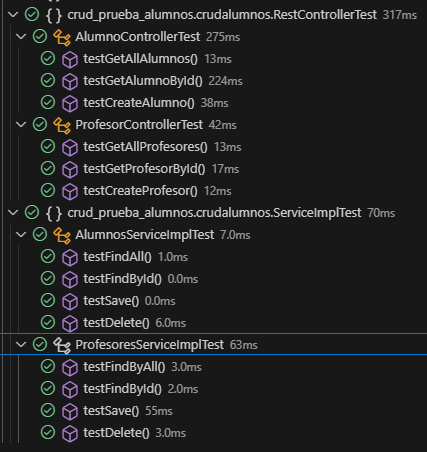 {} crud_prueba_alumnos.crudalumnos.RestControllerTest 317ms
AlumnoControllerTest 275ms
testGetAllAlumnos() 13ms
testGetAlumnoById() 224ms
testCreateAlumno() 38ms
ProfesorControllerTest 42ms
testGetAllProfesores() 13ms
testGetProfesorById() 17ms
testCreateProfesor() 12ms
{} crud_prueba_alumnos.crudalumnos.ServiceImplTest 70ms
AlumnosServiceImplTest 7.0ms
testFindAll() 1.0ms
testFindById() 0.0ms
testSave() 0.0ms
testDelete() 6.0ms
ProfesoresServiceImplTest 63ms
testFindByAll() 3.0ms
testFindById() 2.0ms
testSave() 55ms
testDelete() 3.0ms